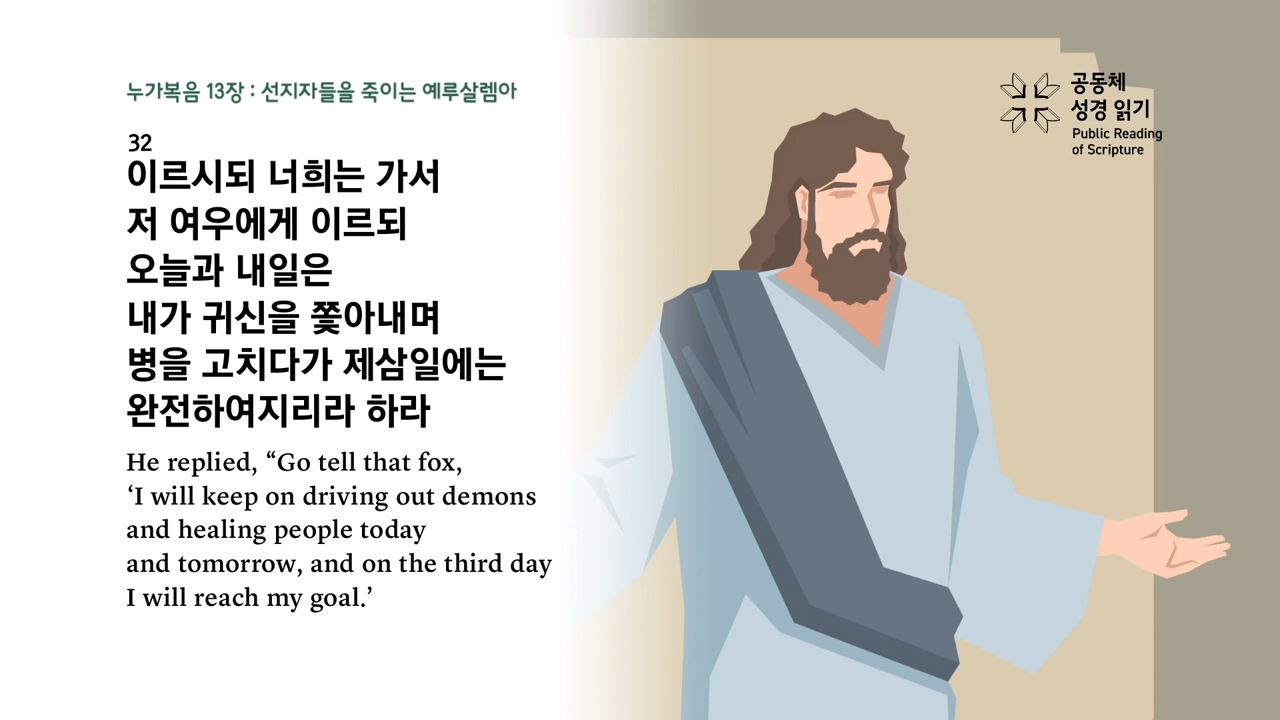 누가복음 13장 : 선지자들을 죽이는 예루살렘아
32
이르시되 너희는 가서
저 여우에게 이르되
오늘과 내일은
내가 귀신을 쫓아내며
병을 고치다가 제삼일에는
완전하여지리라 하라
He replied, “Go tell that fox,
‘I will keep on driving out demons
and healing people today
and tomorrow, and on the third day
I will reach my goal.’
공동체
성경 읽기
Public Reading
of Scripture